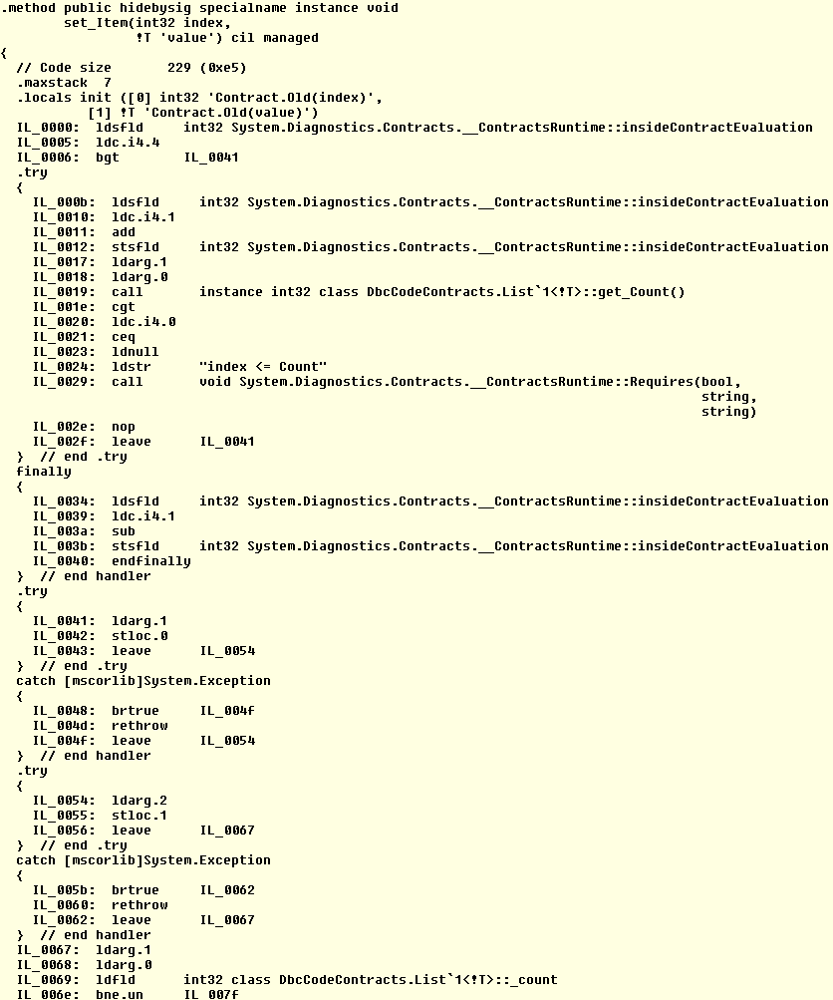 .method public hidebysig specialname instance void
        set_Item(int32 index,
                 !T 'value') cil managed
{
  // Code size       229 (0xe5)
  .maxstack  7
  .locals init ([0] int32 'Contract.Old(index)',
           [1] !T 'Contract.Old(value)')
  IL_0000:  ldsfld     int32 System.Diagnostics.Contracts.__ContractsRuntime::insideContractEvaluation
  IL_0005:  ldc.i4.4
  IL_0006:  bgt        IL_0041
  .try
  {
    IL_000b:  ldsfld     int32 System.Diagnostics.Contracts.__ContractsRuntime::insideContractEvaluation
    IL_0010:  ldc.i4.1
    IL_0011:  add
    IL_0012:  stsfld     int32 System.Diagnostics.Contracts.__ContractsRuntime::insideContractEvaluation
    IL_0017:  ldarg.1
    IL_0018:  ldarg.0
    IL_0019:  call       instance int32 class DbcCodeContracts.List`1<!T>::get_Count()
    IL_001e:  cgt
    IL_0020:  ldc.i4.0
    IL_0021:  ceq
    IL_0023:  ldnull
    IL_0024:  ldstr      "index <= Count"
    IL_0029:  call       void System.Diagnostics.Contracts.__ContractsRuntime::Requires(bool,
                                                                                       string,
                                                                                       string)
    IL_002e:  nop
    IL_002f:  leave      IL_0041
  }  // end .try
  finally
  {
    IL_0034:  ldsfld     int32 System.Diagnostics.Contracts.__ContractsRuntime::insideContractEvaluation
    IL_0039:  ldc.i4.1
    IL_003a:  sub
    IL_003b:  stsfld     int32 System.Diagnostics.Contracts.__ContractsRuntime::insideContractEvaluation
    IL_0040:  endfinally
  }  // end handler
  .try
  {
    IL_0041:  ldarg.1
    IL_0042:  stloc.0
    IL_0043:  leave      IL_0054
  }  // end .try
  catch [mscorlib]System.Exception
  {
    IL_0048:  brtrue     IL_004f
    IL_004d:  rethrow
    IL_004f:  leave      IL_0054
  }  // end handler
  .try
  {
    IL_0054:  ldarg.2
    IL_0055:  stloc.1
    IL_0056:  leave      IL_0067
  }  // end .try
  catch [mscorlib]System.Exception
  {
    IL_005b:  brtrue     IL_0062
    IL_0060:  rethrow
    IL_0062:  leave      IL_0067
  }  // end handler
  IL_0067:  ldarg.1
  IL_0068:  ldarg.0
  IL_0069:  ldfld      int32 class DbcCodeContracts.List`1<!T>::_count
  IL_006e:  bne.un     IL_007f